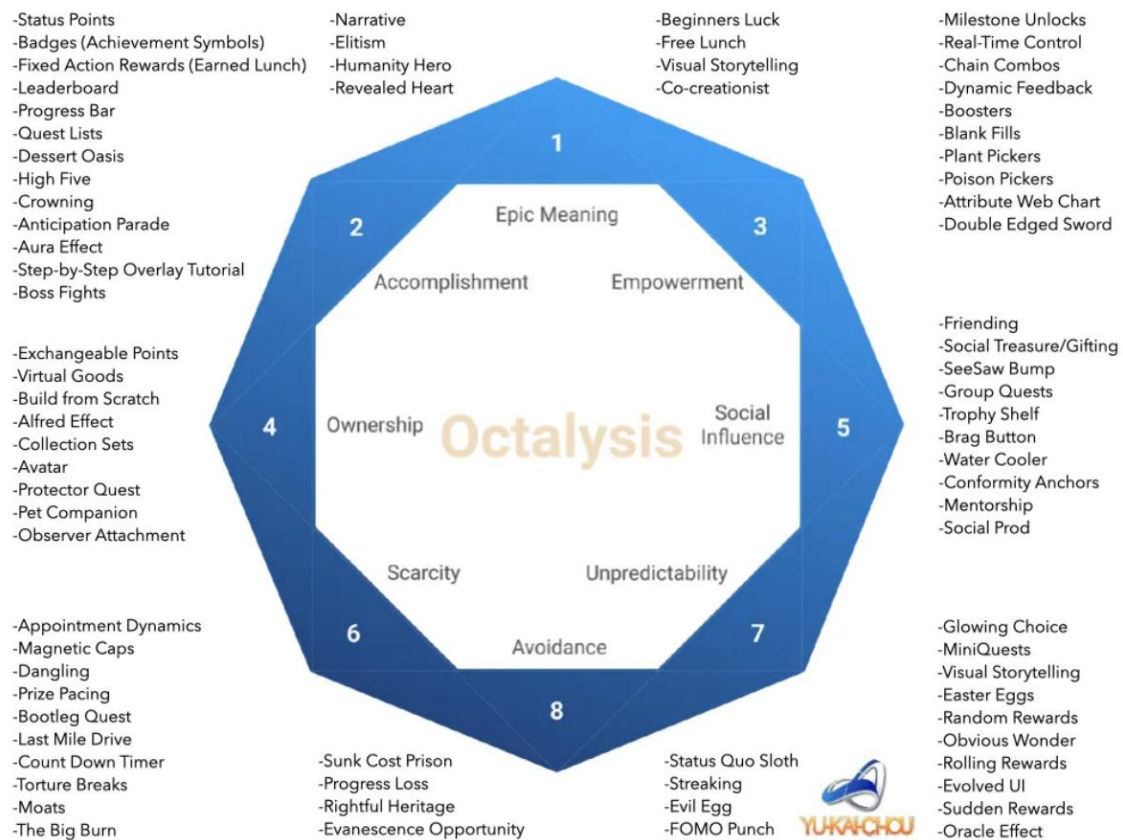 -Status Points
-Badges (Achievement Symbols)
-Fixed Action Rewards (Earned Lunch)
-Leaderboard
-Progress Bar
-Quest Lists
-Dessert Oasis
-High Five
-Crowning
-Anticipation Parade
-Aura Effect
-Step-by-Step Overlay Tutorial
-Boss Fights
-Narrative
-Elitism
-Humanity Hero
-Revealed Heart
-Beginners Luck
-Free Lunch
-Visual Storytelling
-Co-creationist
-Milestone Unlocks
-Real-Time Control
-Chain Combos
-Dynamic Feedback
-Boosters
-Blank Fills
-Plant Pickers
-Poison Pickers
-Attribute Web Chart
-Double Edged Sword
1
Epic Meaning
2
Accomplishment
3
Empowerment
4
Ownership
Octalysis
Social
Influence
5
Scarcity
6
Unpredictability
7
Avoidance
8
-Exchangeable Points
-Virtual Goods
-Build from Scratch
-Alfred Effect
-Collection Sets
-Avatar
-Protector Quest
-Pet Companion
-Observer Attachment
-Friending
-Social Treasure/Gifting
-SeeSaw Bump
-Group Quests
-Trophy Shelf
-Brag Button
-Water Cooler
-Conformity Anchors
-Mentorship
-Social Prod
-Appointment Dynamics
-Magnetic Caps
-Dangling
-Prize Pacing
-Bootleg Quest
-Last Mile Drive
-Count Down Timer
-Torture Breaks
-Moats
-The Big Burn
-Sunk Cost Prison
-Progress Loss
-Rightful Heritage
-Evanescence Opportunity
-Status Quo Sloth
-Streaking
-Evil Egg
-FOMO Punch
YU-KAI-CHOU
-Glowing Choice
-MiniQuests
-Visual Storytelling
-Easter Eggs
-Random Rewards
-Obvious Wonder
-Rolling Rewards
-Evolved UI
-Sudden Rewards
-Oracle Effect